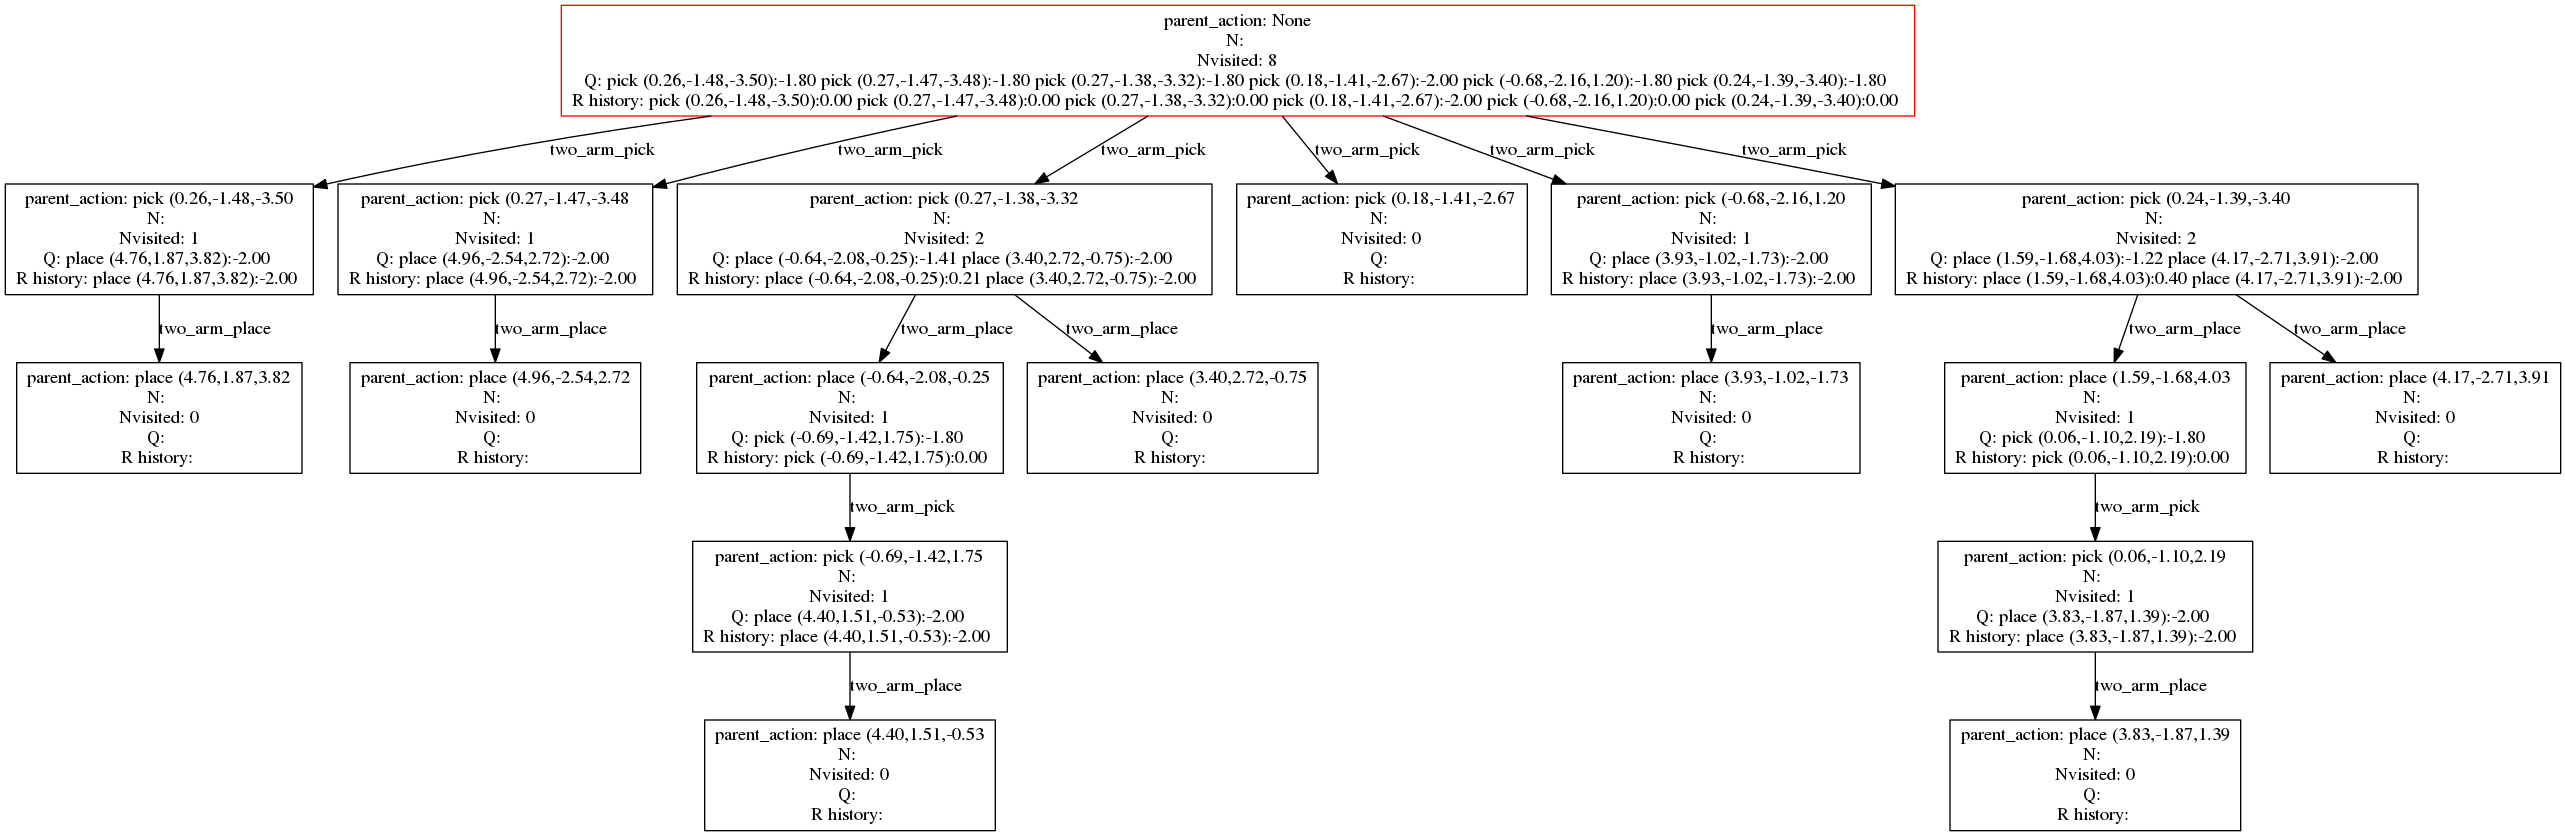 parent_action: None
N:
Nvisited: 8
Q: pick (0.26,-1.48,-3.50):-1.80 pick (0.27,-1.47,-3.48):-1.80 pick (0.27,-1.38,-3.32):-1.80 pick (0.18,-1.41,-2.67):-2.00 pick (-0.68,-2.16,1.20):-1.80 pick (0.24,-1.39,-3.40):-1.80
R history: pick (0.26,-1.48,-3.50):0.00 pick (0.27,-1.47,-3.48):0.00 pick (0.27,-1.38,-3.32):0.00 pick (0.18,-1.41,-2.67):-2.00 pick (-0.68,-2.16,1.20):0.00 pick (0.24,-1.39,-3.40):0.00
two_arm_pick
two_arm_pick
two_arm_pick
two_arm_pick
two_arm_pick
two_arm_pick
parent_action: pick (0.26,-1.48,-3.50
N:
Nvisited: 1
Q: place (4.76,1.87,3.82):-2.00
R history: place (4.76,1.87,3.82):-2.00
parent_action: pick (0.27,-1.47,-3.48
N:
Nvisited: 1
Q: place (4.96,-2.54,2.72):-2.00
R history: place (4.96,-2.54,2.72):-2.00
parent_action: pick (0.27,-1.38,-3.32
N:
Nvisited: 2
Q: place (-0.64,-2.08,-0.25):-1.41 place (3.40,2.72,-0.75):-2.00
R history: place (-0.64,-2.08,-0.25):0.21 place (3.40,2.72,-0.75):-2.00
parent_action: pick (0.18,-1.41,-2.67
N:
Nvisited: 0
Q:
R history:
parent_action: pick (-0.68,-2.16,1.20
N:
Nvisited: 1
Q: place (3.93,-1.02,-1.73):-2.00
R history: place (3.93,-1.02,-1.73):-2.00
parent_action: pick (0.24,-1.39,-3.40
N:
Nvisited: 2
Q: place (1.59,-1.68,4.03):-1.22 place (4.17,-2.71,3.91):-2.00
R history: place (1.59,-1.68,4.03):0.40 place (4.17,-2.71,3.91):-2.00
two_arm_place
two_arm_place
two_arm_place
two_arm_place
two_arm_place
two_arm_place
two_arm_place
parent_action: place (4.76,1.87,3.82
N:
Nvisited: 0
Q:
R history:
parent_action: place (4.96,-2.54,2.72
N:
Nvisited: 0
Q:
R history:
parent_action: place (-0.64,-2.08,-0.25
N:
Nvisited: 1
Q: pick (-0.69,-1.42,1.75):-1.80
R history: pick (-0.69,-1.42,1.75):0.00
parent_action: place (3.40,2.72,-0.75
N:
Nvisited: 0
Q:
R history:
parent_action: place (3.93,-1.02,-1.73
N:
Nvisited: 0
Q:
R history:
parent_action: place (1.59,-1.68,4.03
N:
Nvisited: 1
Q: pick (0.06,-1.10,2.19):-1.80
R history: pick (0.06,-1.10,2.19):0.00
parent_action: place (4.17,-2.71,3.91
N:
Nvisited: 0
Q:
R history:
two_arm_pick
two_arm_pick
parent_action: pick (-0.69,-1.42,1.75
N:
Nvisited: 1
Q: place (4.40,1.51,-0.53):-2.00
R history: place (4.40,1.51,-0.53):-2.00
parent_action: pick (0.06,-1.10,2.19
N:
Nvisited: 1
Q: place (3.83,-1.87,1.39):-2.00
R history: place (3.83,-1.87,1.39):-2.00
two_arm_place
two_arm_place
parent_action: place (4.40,1.51,-0.53
N:
Nvisited: 0
Q:
R history:
parent_action: place (3.83,-1.87,1.39
N:
Nvisited: 0
Q:
R history: